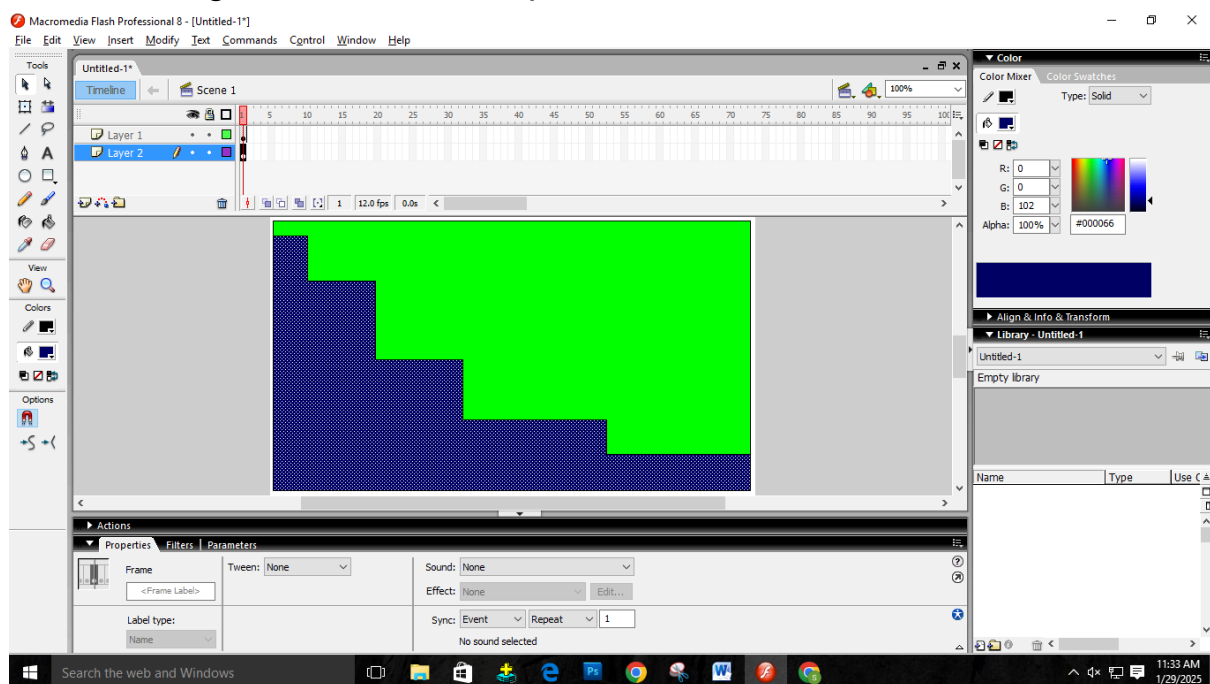 Macromedia Flash Professional 8 - [Untitled-1*]
File Edit View Insert Modify Text Commands Control Window Help
Tools
View
Colors
Options
Untitled-1*
Timeline
Scene 1
100%
1 5 10 15 20 25 30 35 40 45 50 55 60 65 70 75 80 85 90 95 100
Layer 1
Layer 2
1 12.0 fps 0.0s
Actions
Properties Filters Parameters
Frame
<Frame Label>
Label type:
Name
Tween: None
Sound: None
Effect: None Edit...
Sync: Event Repeat 1
No sound selected
Color
Color Mixer Color Swatches
Type: Solid
R: 0
G: 0
B: 102
Alpha: 100% #000066
Align & Info & Transform
Library - Untitled-1
Untitled-1
Empty library
Name Type Use C
Search the web and Windows
Ps
W
11:33 AM
1/29/2025